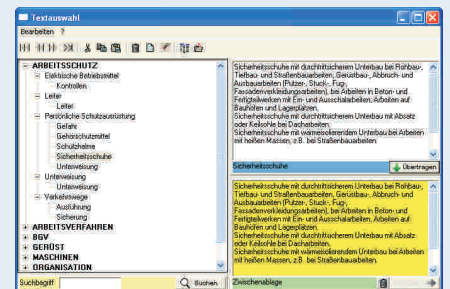 Textauswahl
Bearbeiten ?
ARBEITSSCHUTZ
Elektrische Betriebsmittel
Kontrollen
Leiter
Leiter
Persönliche Schutzausrüstung
Gefahr
Gehörschutzmittel
Schutzhelme
Sicherheitsschuhe
Unterweisung
Unterweisung
Unterweisung
Verkehrswege
Ausführung
Sicherung
ARBEITSVERFAHREN
BGV
GERÜST
MASCHINEN
ORGANISATION
Suchbegriff
Suchen
Sicherheitsschuhe mit durchtrittsicherem Unterbau bei Rohbau-,
Tiefbau- und Straßenbauarbeiten, Gerüstbau-, Abbruch- und
Ausbauarbeiten (Putzer-, Stuck-, Fug-,
Fassadenverkleidungsarbeiten), bei Arbeiten in Beton- und
Fertigteilwerken mit Ein- und Ausschalarbeiten, Arbeiten auf
Bauhöfen und Lagerplätzen.
Sicherheitsschuhe mit durchtrittsicherem Unterbau mit Absatz
oder Keilsohle bei Dacharbeiten.
Sicherheitsschuhe mit wärmeisolierendem Unterbau bei Arbeiten
mit heißen Massen, z.B. bei Straßenbauarbeiten.
Sicherheitsschuhe
Übertragen
Sicherheitsschuhe mit durchtrittsicherem Unterbau bei Rohbau-,
Tiefbau- und Straßenbauarbeiten, Gerüstbau-, Abbruch- und
Ausbauarbeiten (Putzer-, Stuck-, Fug-,
Fassadenverkleidungsarbeiten), bei Arbeiten in Beton- und
Fertigteilwerken mit Ein- und Ausschalarbeiten, Arbeiten auf
Bauhöfen und Lagerplätzen.
Sicherheitsschuhe mit durchtrittsicherem Unterbau mit Absatz
oder Keilsohle bei Dacharbeiten.
Sicherheitsschuhe mit wärmeisolierendem Unterbau bei Arbeiten
mit heißen Massen, z.B. bei Straßenbauarbeiten.
Zwischenablage